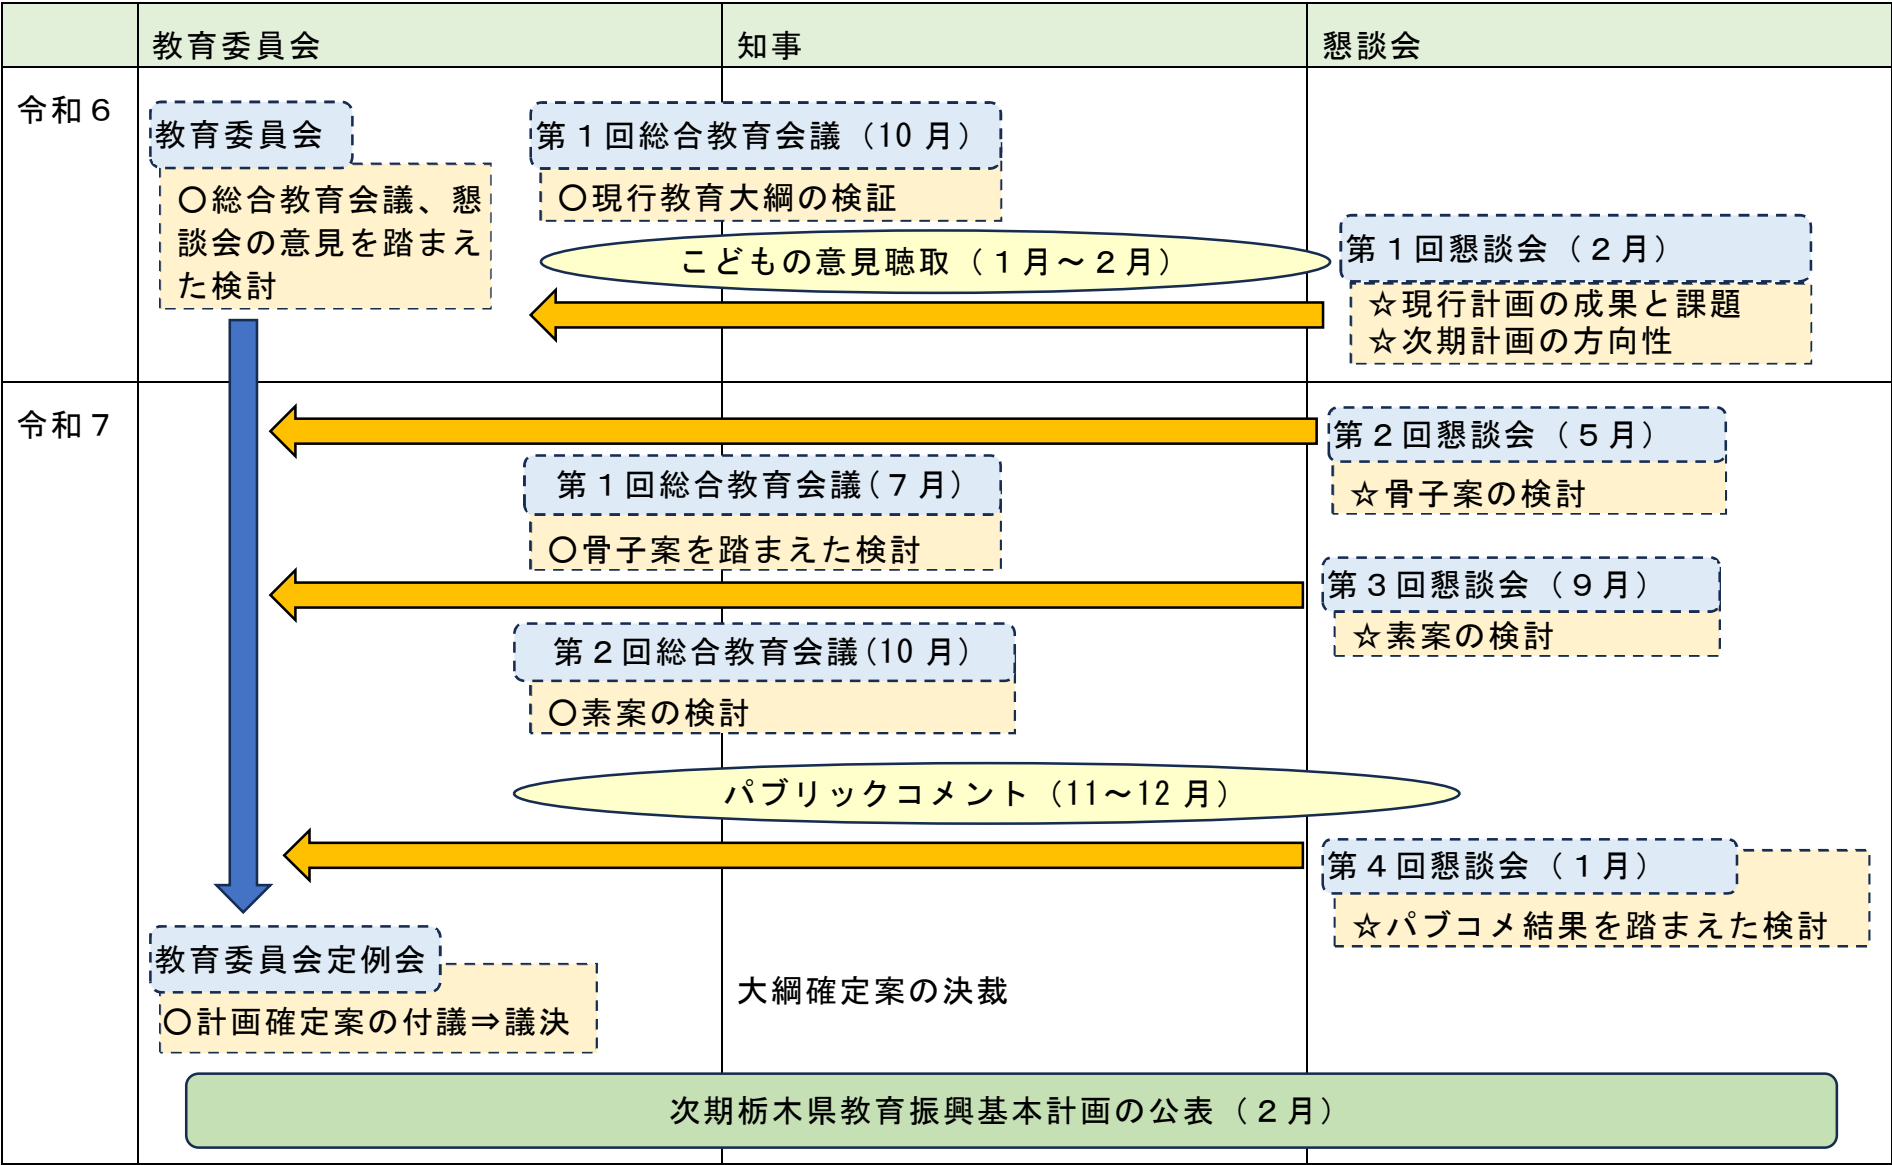 教育委員会
知事
懇談会
令和６
教育委員会
〇総合教育会議、懇
談会の意見を踏まえ
た検討
第１回総合教育会議（10 月）
〇現行教育大綱の検証
こどもの意見聴取（１月～２月）
第１回懇談会（２月）
☆現行計画の成果と課題
☆次期計画の方向性
令和７
第２回懇談会（５月）
☆骨子案の検討
第１回総合教育会議(７月）
〇骨子案を踏まえた検討
第３回懇談会（９月）
☆素案の検討
第２回総合教育会議(10 月）
〇素案の検討
パブリックコメント（11～12 月）
第４回懇談会（１月）
☆パブコメ結果を踏まえた検討
教育委員会定例会
〇計画確定案の付議⇒議決
大綱確定案の決裁
次期栃木県教育振興基本計画の公表（２月）